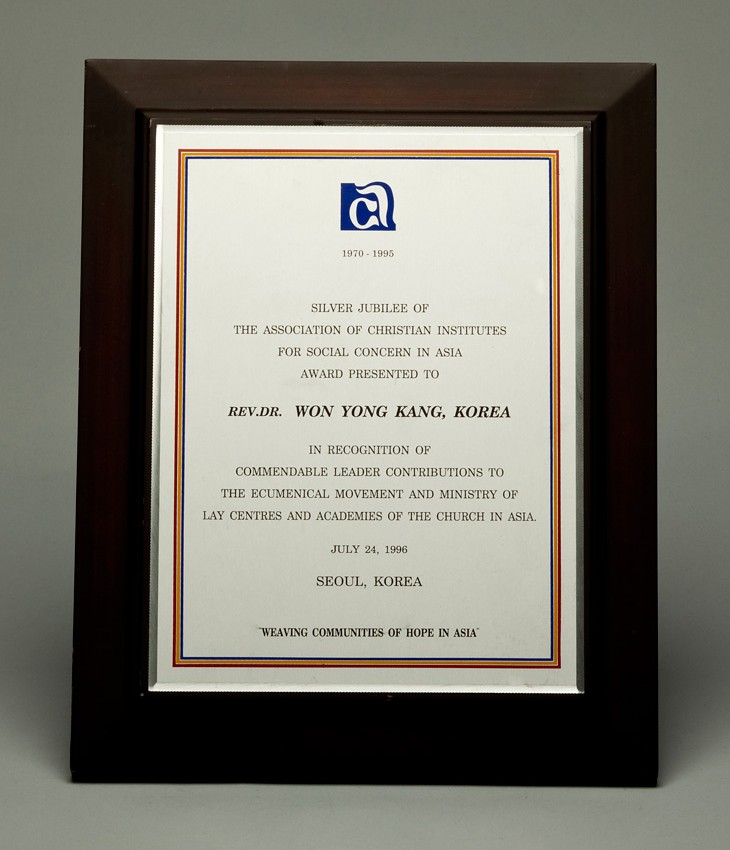 ca
1970 - 1995
SILVER JUBILEE OF
THE ASSOCIATION OF CHRISTIAN INSTITUTES
FOR SOCIAL CONCERN IN ASIA
AWARD PRESENTED TO
REV.DR. WON YONG KANG, KOREA
IN RECOGNITION OF
COMMENDABLE LEADER CONTRIBUTIONS TO
THE ECUMENICAL MOVEMENT AND MINISTRY OF
LAY CENTRES AND ACADEMIES OF THE CHURCH IN ASIA.
JULY 24, 1996
SEOUL, KOREA
"WEAVING COMMUNITIES OF HOPE IN ASIA"